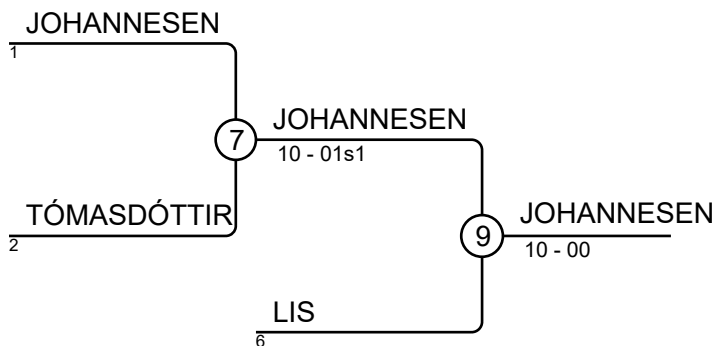 JOHANNESEN
1
7
JOHANNESEN
10 - 01s1
TÓMASDÓTTIR
2
9
JOHANNESEN
10 - 00
LIS
6